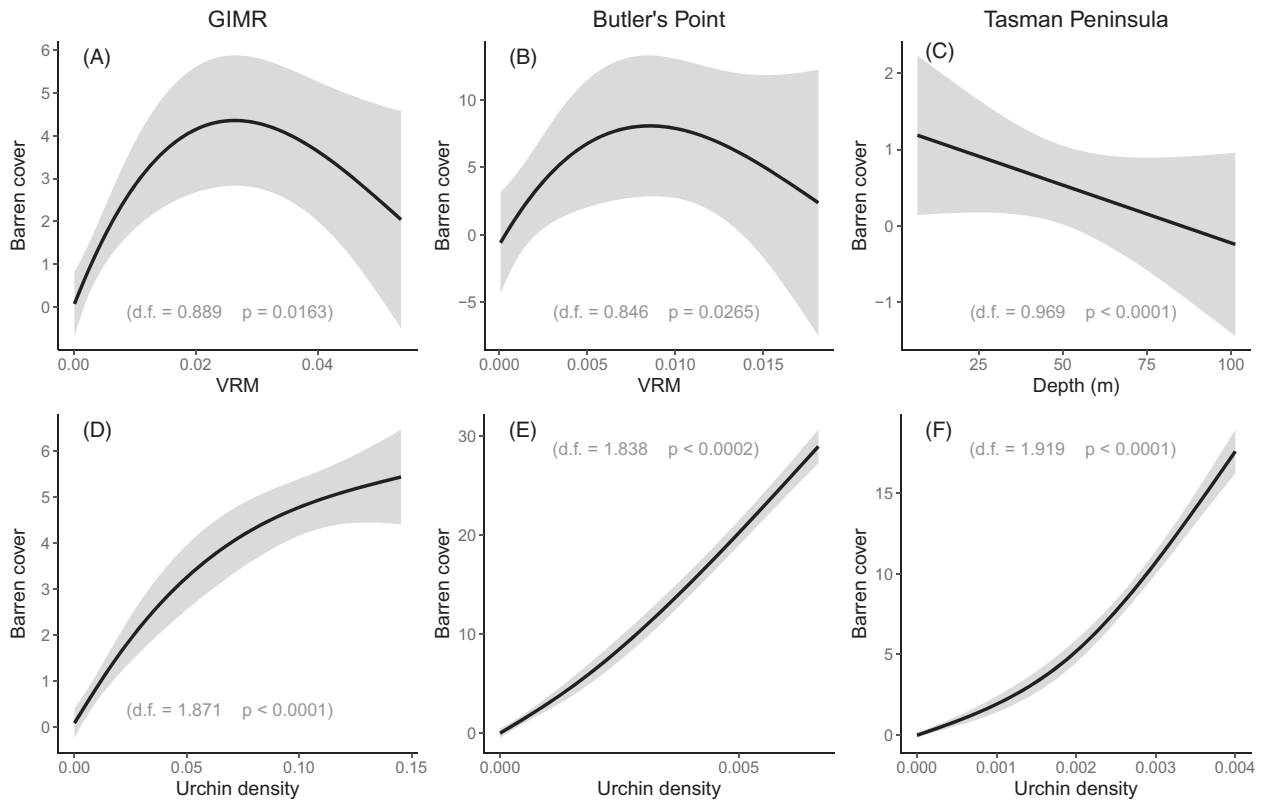 GIMR
Butler's Point
Tasman Peninsula
(A)
Barren cover
6
5
4
3
2
1
0
(d.f. = 0.889 p = 0.0163)
0.00 0.02 0.04
VRM
(B)
Barren cover
10
5
0
−5
(d.f. = 0.846 p = 0.0265)
0.000 0.005 0.010 0.015
VRM
(C)
Barren cover
2
1
0
−1
(d.f. = 0.969 p < 0.0001)
25 50 75 100
Depth (m)
(D)
Barren cover
6
5
4
3
2
1
0
(d.f. = 1.871 p < 0.0001)
0.00 0.05 0.10 0.15
Urchin density
(E)
(d.f. = 1.838 p < 0.0002)
Barren cover
30
20
10
0
0.000 0.005
Urchin density
(F)
(d.f. = 1.919 p < 0.0001)
Barren cover
15
10
5
0
0.000 0.001 0.002 0.003 0.004
Urchin density